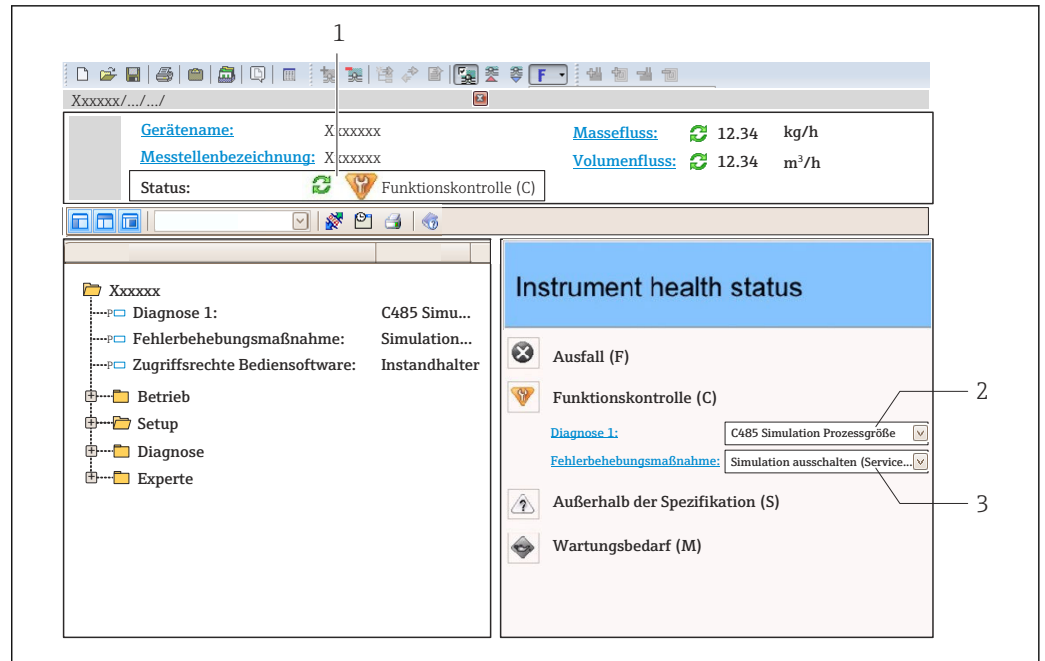 1
F
Xxxxxx/.../.../
Gerätename: Xxxxxxx
Massefluss: 12.34 kg/h
Messstellenbezeichnung: Xxxxxxx
Volumenfluss: 12.34 m³/h
Status: Funktionskontrolle (C)
Xxxxxx
Diagnose 1: C485 Simu...
Fehlerbehebungsmaßnahme: Simulation...
Zugriffsrechte Bediensoftware: Instandhalter
Betrieb
Setup
Diagnose
Experte
Instrument health status
Ausfall (F)
Funktionskontrolle (C)
2
Diagnose 1: C485 Simulation Prozessgröße
Fehlerbehebungsmaßnahme: Simulation ausschalten (Service...
3
Außerhalb der Spezifikation (S)
Wartungsbedarf (M)